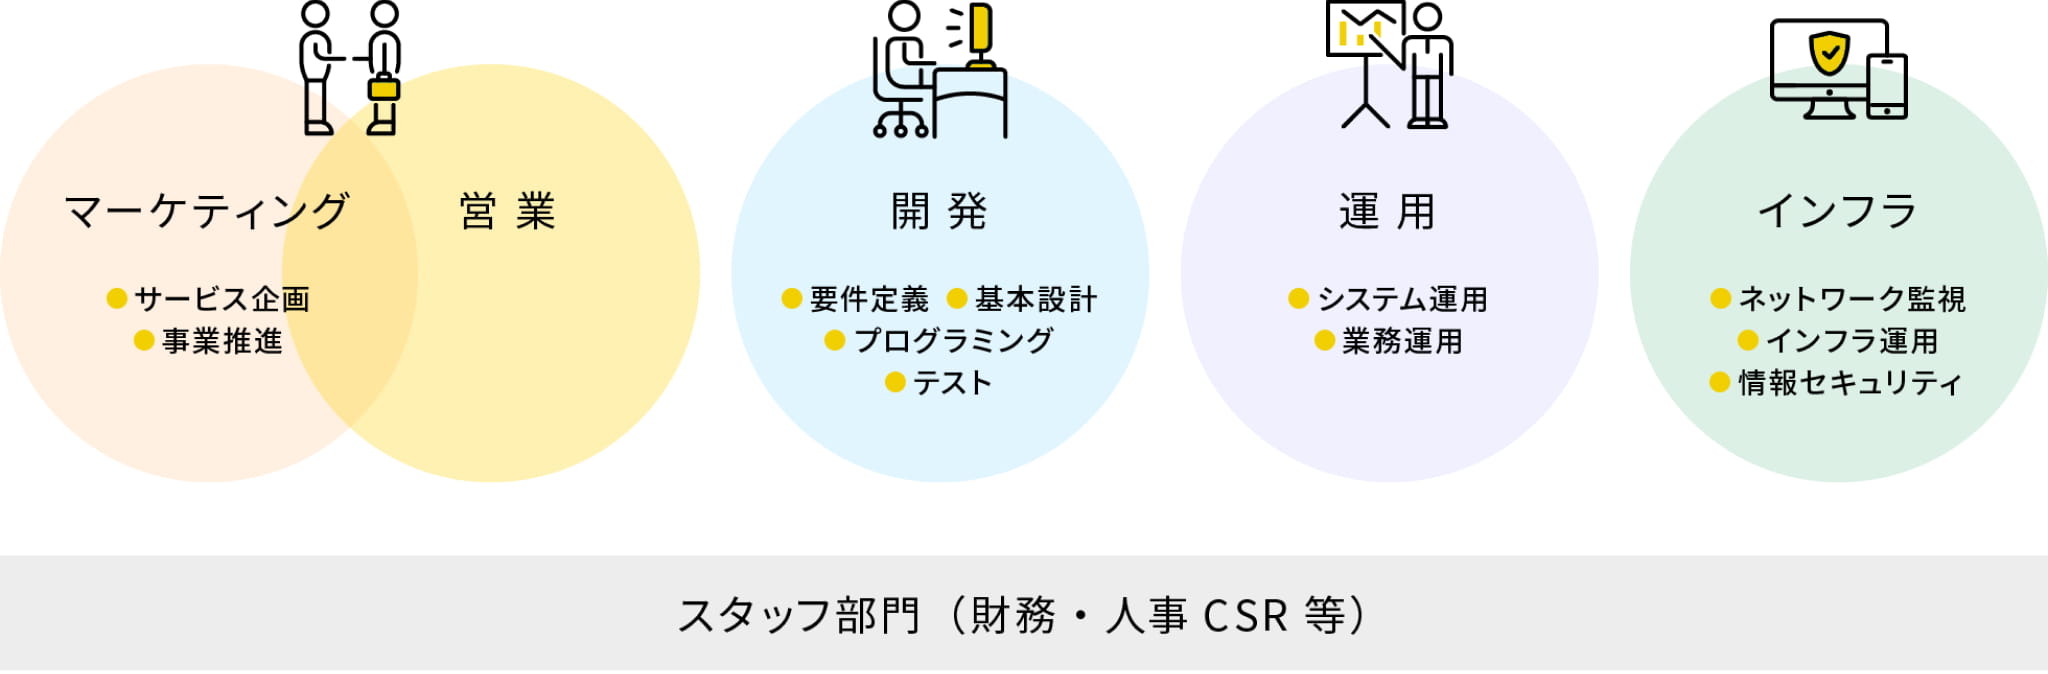 マーケティング
営業
開発
運用
インフラ
● サービス企画
● 事業推進
● 要件定義 ● 基本設計
● プログラミング
● テスト
● システム運用
● 業務運用
● ネットワーク監視
● インフラ運用
● 情報セキュリティ
スタッフ部門（財務・人事 CSR 等）